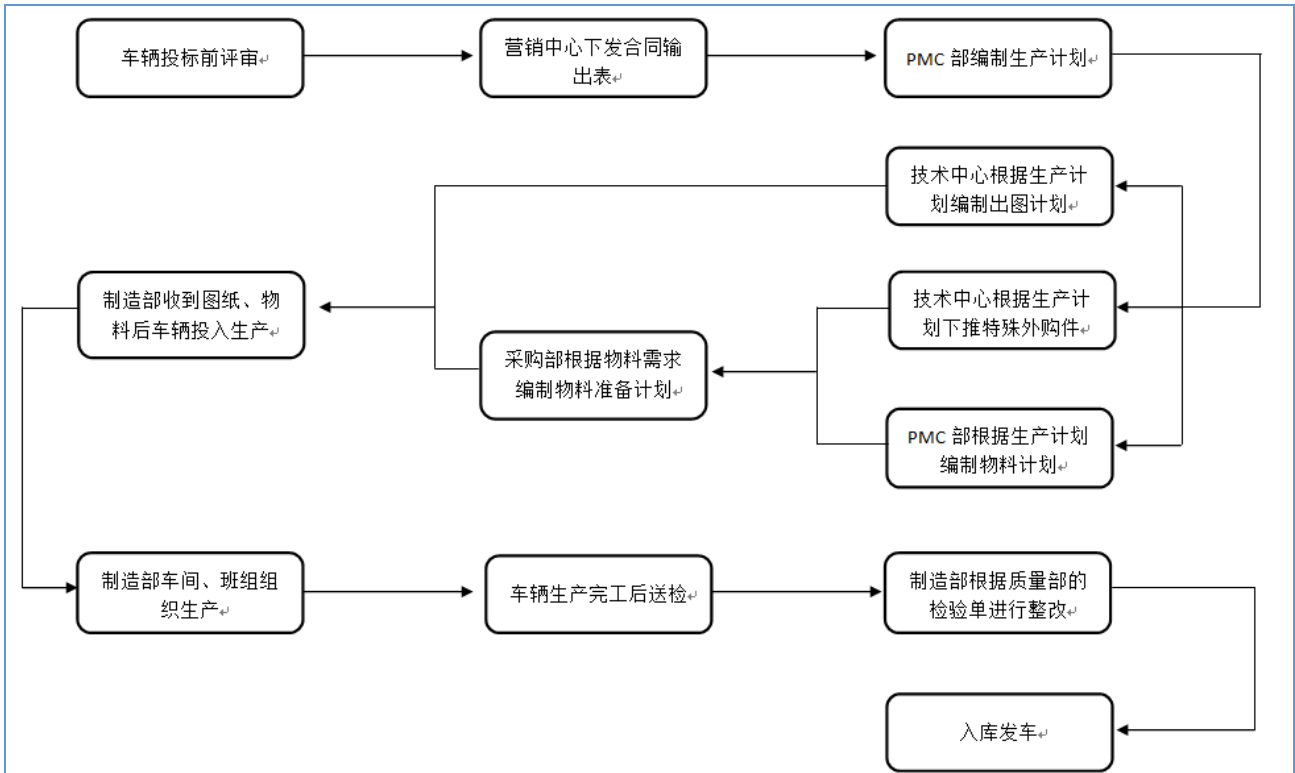 车辆投标前评审
营销中心下发合同输
出表
PMC 部编制生产计划
技术中心根据生产计
划编制出图计划
技术中心根据生产计
划下推特殊外购件
制造部收到图纸、物
料后车辆投入生产
采购部根据物料需求
编制物料准备计划
PMC 部根据生产计划
编制物料计划
制造部车间、班组组
织生产
车辆生产完工后送检
制造部根据质量部的
检验单进行整改
入库发车